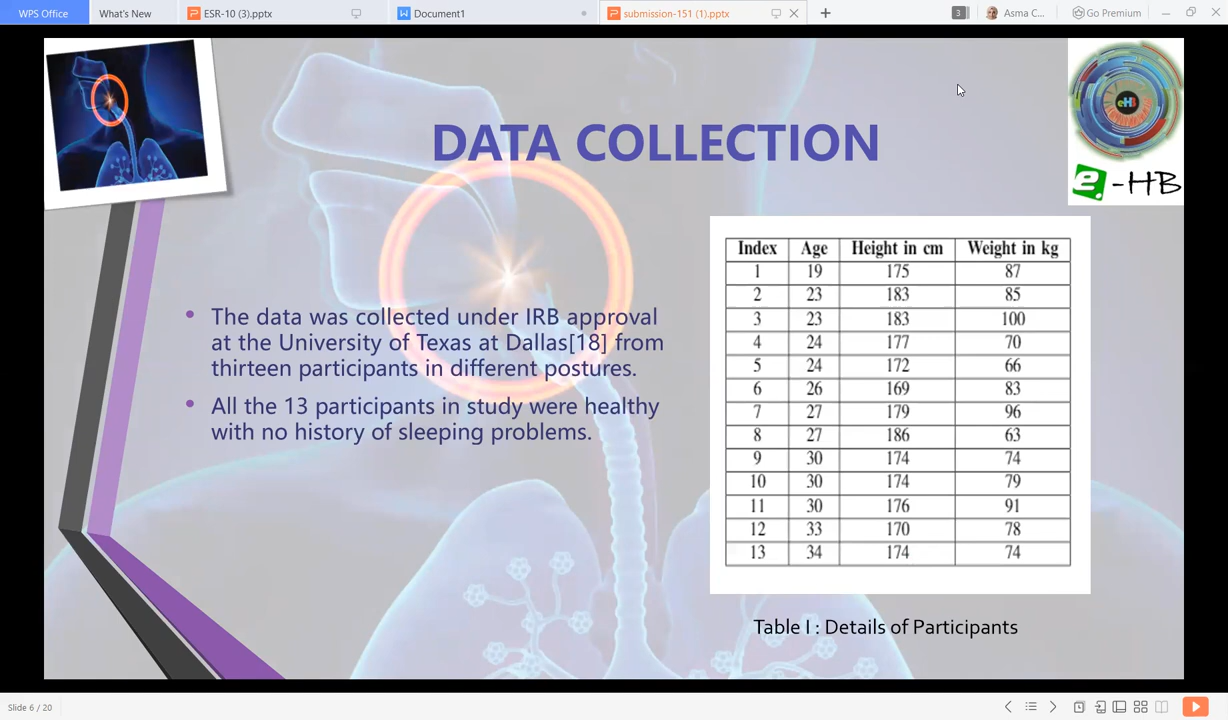 WPS Office
What's New
ESR-10 (3).pptx
Document1
submission-151 (1).pptx
3
Asma C...
Go Premium
DATA COLLECTION
eHB
e-HB
• The data was collected under IRB approval
at the University of Texas at Dallas[18] from
thirteen participants in different postures.
• All the 13 participants in study were healthy
with no history of sleeping problems.
Index Age Height in cm Weight in kg
1 19 175 87
2 23 183 85
3 23 183 100
4 24 177 70
5 24 172 66
6 26 169 83
7 27 179 96
8 27 186 63
9 30 174 74
10 30 174 79
11 30 176 91
12 33 170 78
13 34 174 74
Table I : Details of Participants
Slide 6 / 20